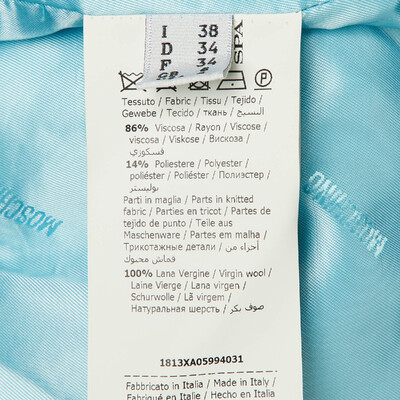 I 38
D 34
F 34
SPA
Tessuto / Fabric / Tissu / Tejido /
Gewebe / Tecido / ткань / النسيج
86% Viscosa / Rayon / Viscose /
viscosa / Viskose / Вискоза /
فسكوزي
14% Poliestere / Polyester /
poliéster / Poliéster / Полиэстер /
بوليستر
Parti in maglia / Parts in knitted
fabric / Parties en tricot / Partes de
tejido de punto / Teile aus
Maschenware / Partes em malha /
Трикотажные детали / أجزاء من
قماش محبوك
100% Lana Vergine / Virgin wool /
Laine Vierge / Lana virgen /
Schurwolle / Lã virgem /
Натуральная шерсть / صوف بكر
1813XA05994031
Fabbricato in Italia / Made in Italy /
Fabriqué en Italie / Hecho en Italia
MOSCHINO